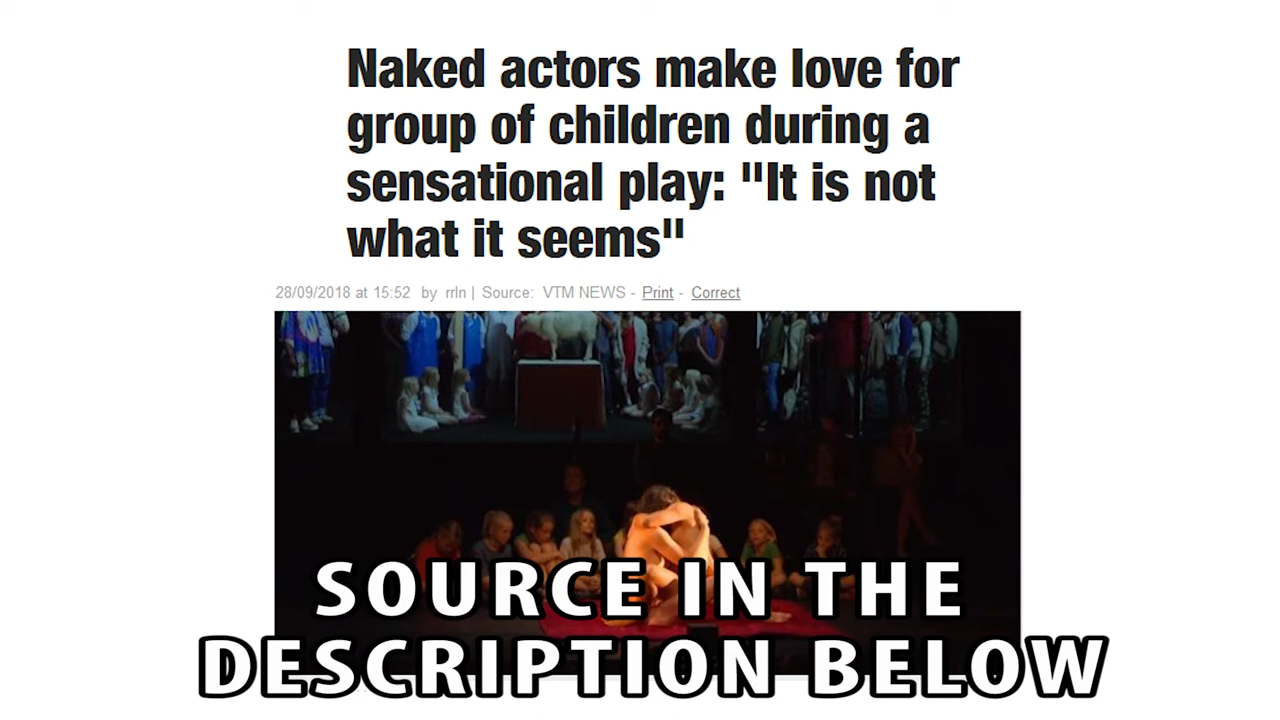 Naked actors make love for
group of children during a
sensational play: "It is not
what it seems"
28/09/2018 at 15:52 by rrln | Source: VTM NEWS - Print - Correct
SOURCE IN THE
DESCRIPTION BELOW